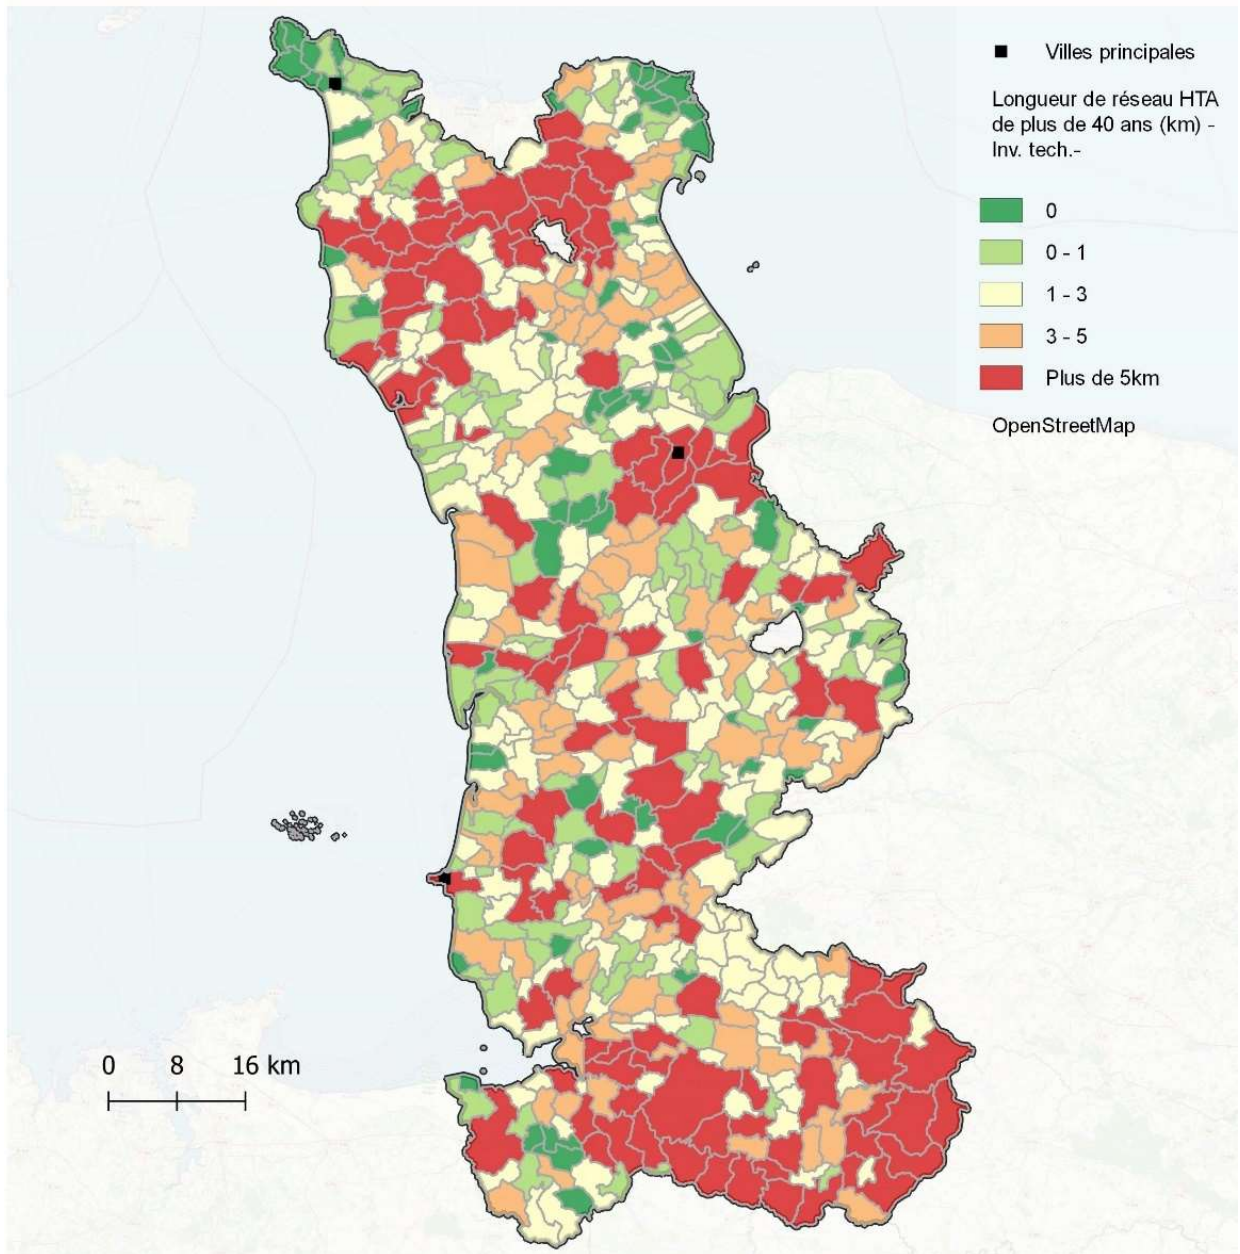 Villes principales
Longueur de réseau HTA
de plus de 40 ans (km) -
Inv. tech.-
0
0 - 1
1 - 3
3 - 5
Plus de 5km
OpenStreetMap
0 8 16 km